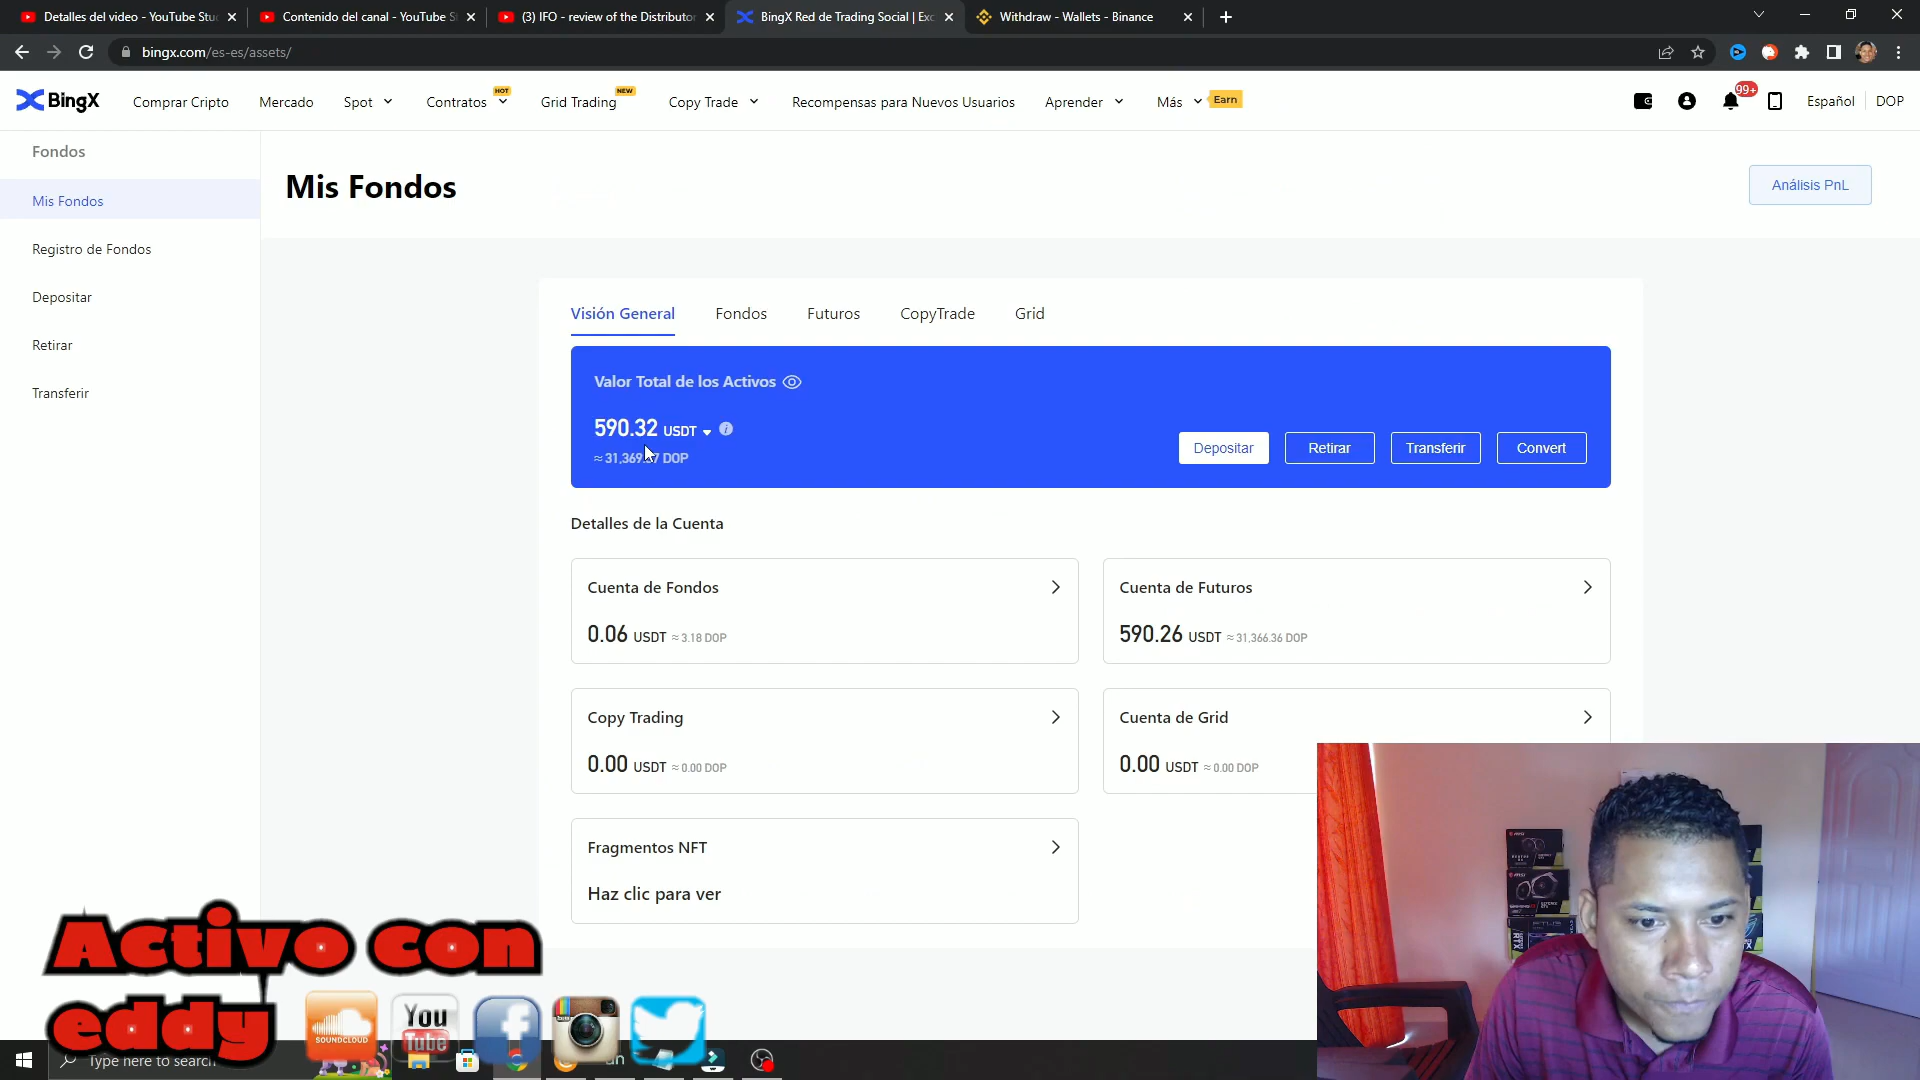 Detalles del video - YouTube Stu
Contenido del canal - YouTube S
(3) IFO - review of the Distributor
BingX Red de Trading Social | Exc
Withdraw - Wallets - Binance
bingx.com/es-es/assets/
BingX
Comprar Cripto
Mercado
Spot
Contratos
HOT
Grid Trading
NEW
Copy Trade
Recompensas para Nuevos Usuarios
Aprender
Más
Earn
99+
Español
DOP
Fondos
Mis Fondos
Registro de Fondos
Depositar
Retirar
Transferir
Mis Fondos
Análisis PnL
Visión General
Fondos
Futuros
CopyTrade
Grid
Valor Total de los Activos
590.32 USDT
DOP
Depositar
Retirar
Transferir
Convert
Detalles de la Cuenta
Cuenta de Fondos
0.06 USDT ≈ 3.18 DOP
Cuenta de Futuros
590.26 USDT ≈ 31,366.36 DOP
Copy Trading
0.00 USDT ≈ 0.00 DOP
Cuenta de Grid
0.00 USDT ≈ 0.00 DOP
Fragmentos NFT
Haz clic para ver
Activo con
eddy
SOUNDCLOUD
You
Tube
Type here to search